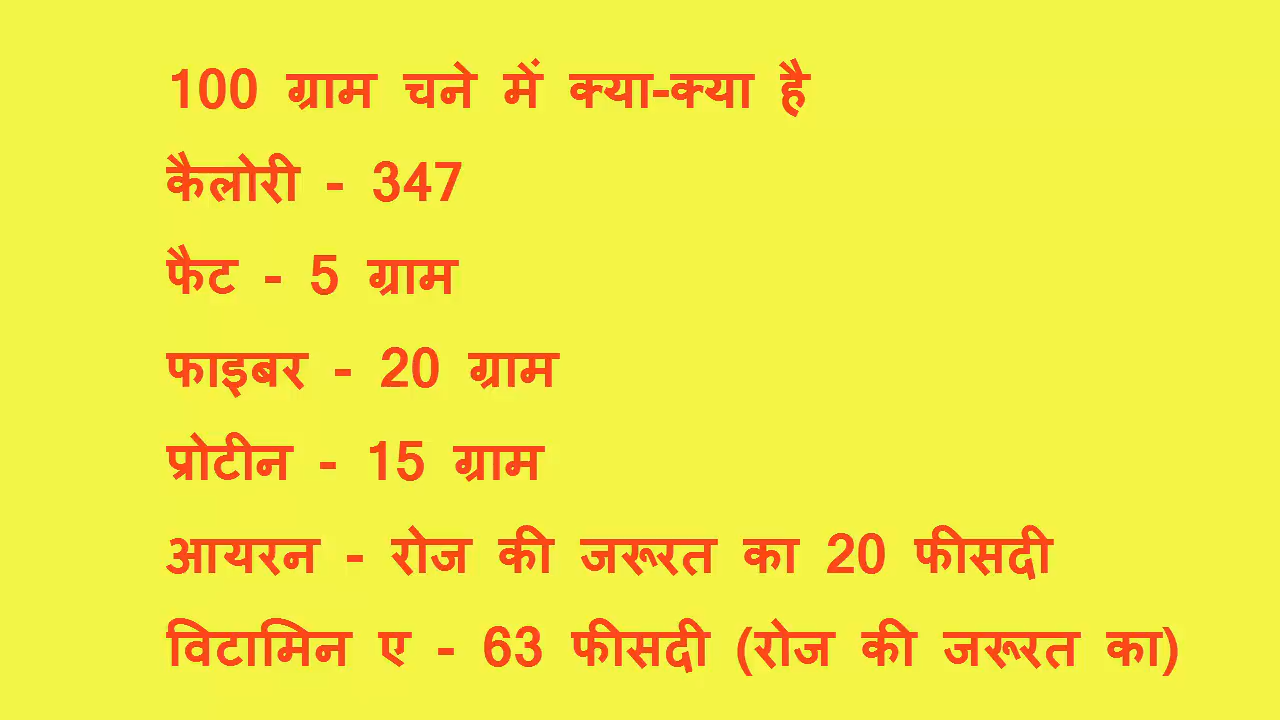 100 ग्राम चने में क्या-क्या है
कैलोरी - 347
फैट - 5 ग्राम
फाइबर - 20 ग्राम
प्रोटीन - 15 ग्राम
आयरन - रोज की जरूरत का 20 फीसदी
विटामिन ए - 63 फीसदी (रोज की जरूरत का)